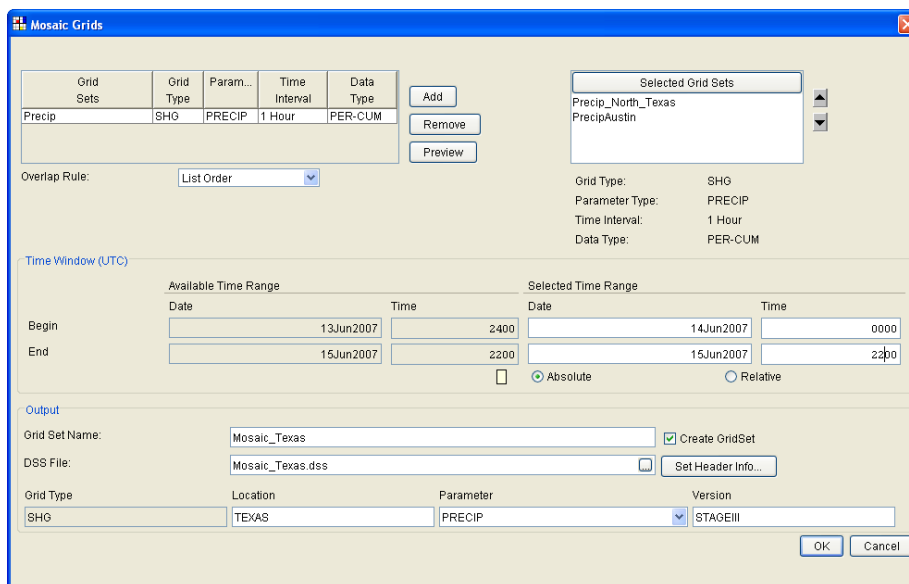 Mosaic Grids
Grid Sets Grid Type Param... Time Interval Data Type
Precip SHG PRECIP 1 Hour PER-CUM
Add
Remove
Preview
Selected Grid Sets
Precip_North_Texas
PrecipAustin
Overlap Rule: List Order
Grid Type: SHG
Parameter Type: PRECIP
Time Interval: 1 Hour
Data Type: PER-CUM
Time Window (UTC)
Available Time Range Selected Time Range
Date Time Date Time
Begin 13Jun2007 2400 14Jun2007 0000
End 15Jun2007 2200 15Jun2007 2200
Absolute Relative
Output
Grid Set Name: Mosaic_Texas Create GridSet
DSS File: Mosaic_Texas.dss ... Set Header Info...
Grid Type Location Parameter Version
SHG TEXAS PRECIP STAGEIII
OK Cancel